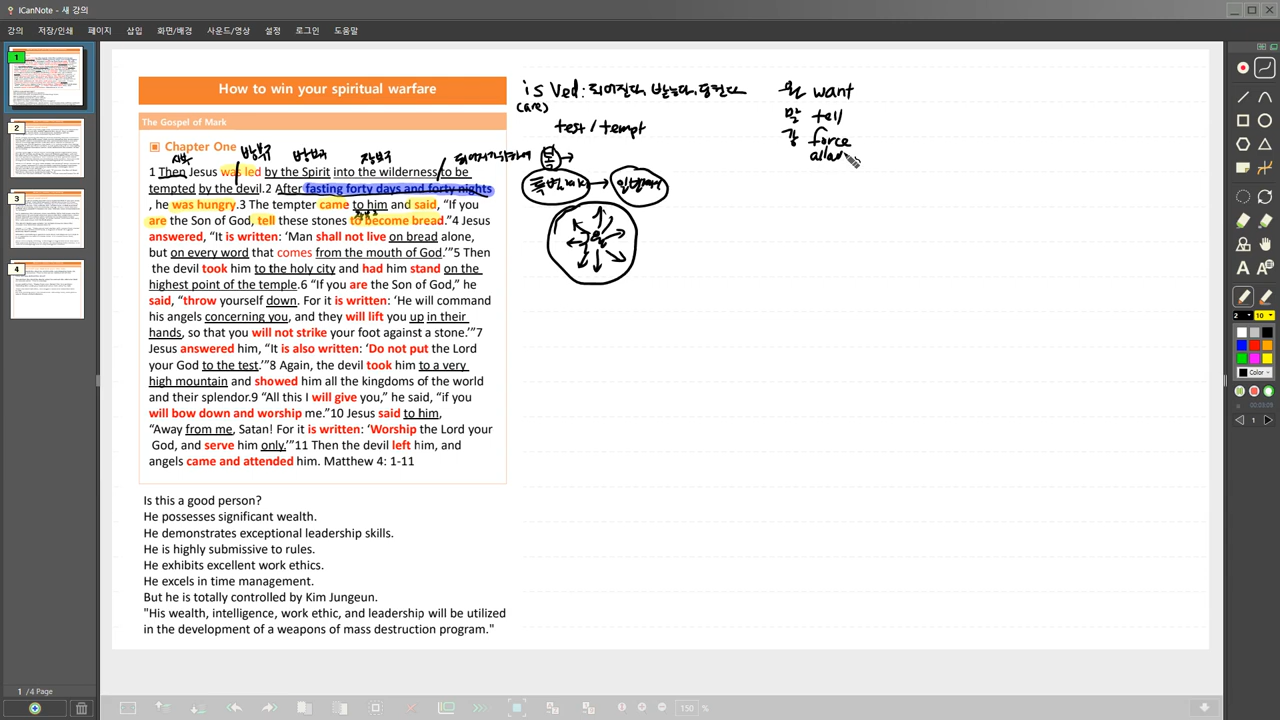 ICanNote - 새 강의
강의 저장/인쇄 페이지 삽입 화면/배경 사운드/영상 설정 로그인 도움말
1
2
3
4
How to win your spiritual warfare
The Gospel of Mark
Chapter One
1 Then Jesus was led by the Spirit into the wilderness to be
tempted by the devil.2 After fasting forty days and forty nights
, he was hungry.3 The tempter came to him and said, “If you
are the Son of God, tell these stones to become bread.”4 Jesus
answered, “It is written: ‘Man shall not live on bread alone,
but on every word that comes from the mouth of God.’”5 Then
the devil took him to the holy city and had him stand on the
highest point of the temple.6 “If you are the Son of God,” he
said, “throw yourself down. For it is written: ‘He will command
his angels concerning you, and they will lift you up in their
hands, so that you will not strike your foot against a stone.’”7
Jesus answered him, “It is also written: ‘Do not put the Lord
your God to the test.’”8 Again, the devil took him to a very
high mountain and showed him all the kingdoms of the world
and their splendor.9 “All this I will give you,” he said, “if you
will bow down and worship me.”10 Jesus said to him,
“Away from me, Satan! For it is written: ‘Worship the Lord your
God, and serve him only.’”11 Then the devil left him, and
angels came and attended him. Matthew 4: 1-11
Is this a good person?
He possesses significant wealth.
He demonstrates exceptional leadership skills.
He is highly submissive to rules.
He exhibits excellent work ethics.
He excels in time management.
But he is totally controlled by Kim Jungeun.
"His wealth, intelligence, work ethic, and leadership will be utilized
in the development of a weapons of mass destruction program."
is Ved: 되어진다, 받는다, 당한다
(are)
test / tempt
원 want
말 tell
강 force
장부
2 10
Color
1
1 /4 Page
150 %